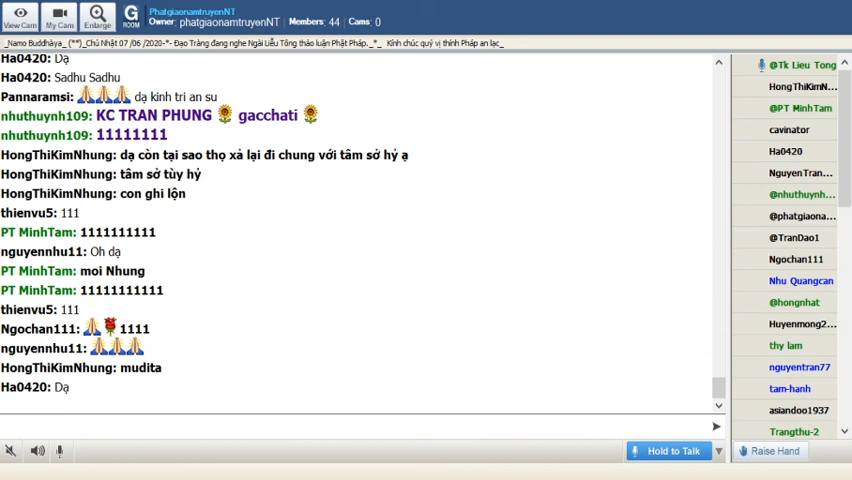 View Cam
My Cam
Enlarge
G
ROOM
PhatgiaonamtruyenNT
Owner: phatgiaonamtruyenNT Members: 44 Cams: 0
_Namo Buddhàya_ (**)_Chủ Nhật 07 /06 /2020-*- Đạo Tràng đang nghe Ngài Liễu Tông thảo luận Phật Pháp._*_ Kính chúc quý vị thính Pháp an lạc_
Ha0420: Dạ
Ha0420: Sadhu Sadhu
Pannaramsi: dạ kinh tri an su
nhuthuynh109: KC TRAN PHUNG gacchati
nhuthuynh109: 11111111
HongThiKimNhung: dạ còn tại sao thọ xả lại đi chung với tâm sở hỷ ạ
HongThiKimNhung: tâm sở tùy hỷ
HongThiKimNhung: con ghi lộn
thienvu5: 111
PT MinhTam: 1111111111
nguyennhu11: Oh dạ
PT MinhTam: moi Nhung
PT MinhTam: 11111111111
thienvu5: 111
Ngochan111: 1111
nguyennhu11:
HongThiKimNhung: mudita
Ha0420: Dạ
@Tk Lieu Tong
HongThiKimN...
@PT MinhTam
cavinator
Ha0420
NguyenTran...
@nhuthuynh...
@phatgiaona...
@TranDao1
Ngochan111
Nhu Quangcan
@hongnhat
Huyenmong2...
thy lam
nguyentran77
tam-hanh
asiandoo1937
Trangthu-2
Hold to Talk
Raise Hand